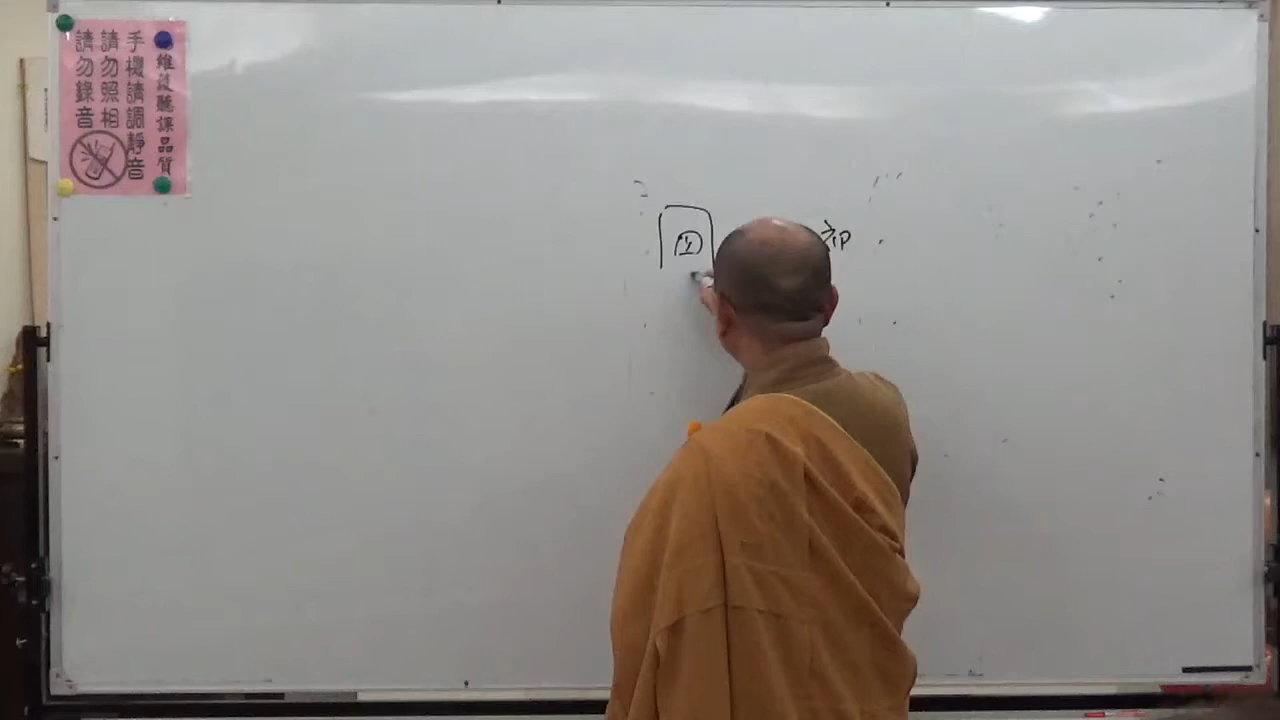 維護聽課品質
手機請調靜音
請勿照相
請勿錄音